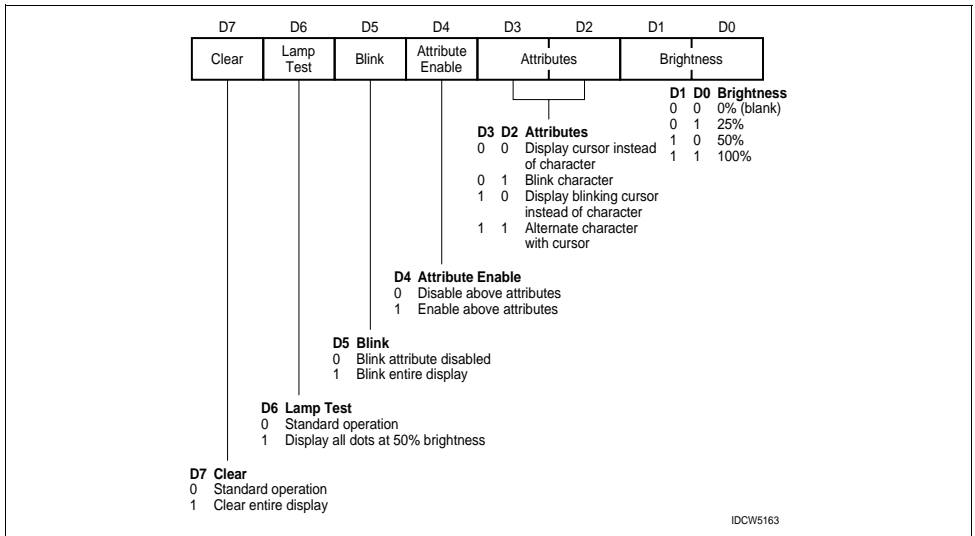 D7 D6 D5 D4 D3 D2 D1 D0
Clear Lamp Test Blink Attribute Enable Attributes Brightness
D1 D0 Brightness
0 0 0% (blank)
0 1 25%
1 0 50%
1 1 100%
D3 D2 Attributes
0 0 Display cursor instead
of character
0 1 Blink character
1 0 Display blinking cursor
instead of character
1 1 Alternate character
with cursor
D4 Attribute Enable
0 Disable above attributes
1 Enable above attributes
D5 Blink
0 Blink attribute disabled
1 Blink entire display
D6 Lamp Test
0 Standard operation
1 Display all dots at 50% brightness
D7 Clear
0 Standard operation
1 Clear entire display
IDCW5163